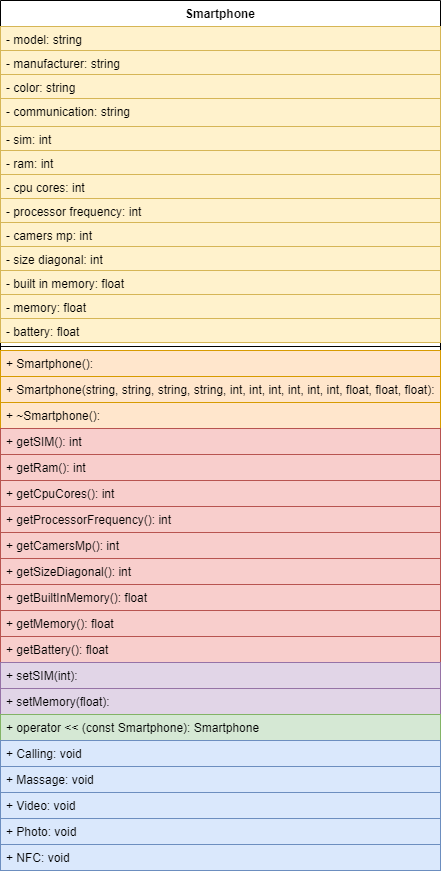 Smartphone
- model: string
- manufacturer: string
- color: string
- communication: string
- sim: int
- ram: int
- cpu cores: int
- processor frequency: int
- camers mp: int
- size diagonal: int
- built in memory: float
- memory: float
- battery: float
+ Smartphone():
+ Smartphone(string, string, string, string, int, int, int, int, int, int, float, float, float):
+ ~Smartphone():
+ getSIM(): int
+ getRam(): int
+ getCpuCores(): int
+ getProcessorFrequency(): int
+ getCamersMp(): int
+ getSizeDiagonal(): int
+ getBuiltInMemory(): float
+ getMemory(): float
+ getBattery(): float
+ setSIM(int):
+ setMemory(float):
+ operator << (const Smartphone): Smartphone
+ Calling: void
+ Massage: void
+ Video: void
+ Photo: void
+ NFC: void